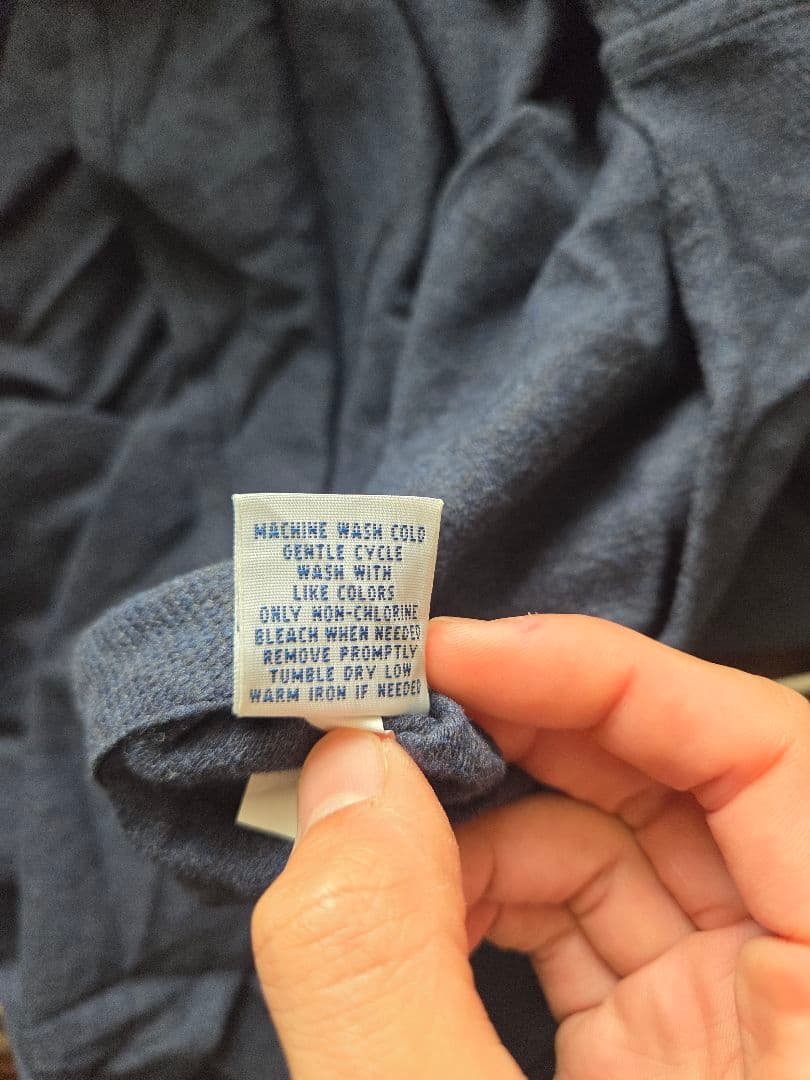 MACHINE WASH COLD
GENTLE CYCLE
WASH WITH
LIKE COLORS
ONLY NON-CHLORINE
BLEACH WHEN NEEDED
REMOVE PROMPTLY
TUMBLE DRY LOW
WARM IRON IF NEEDED